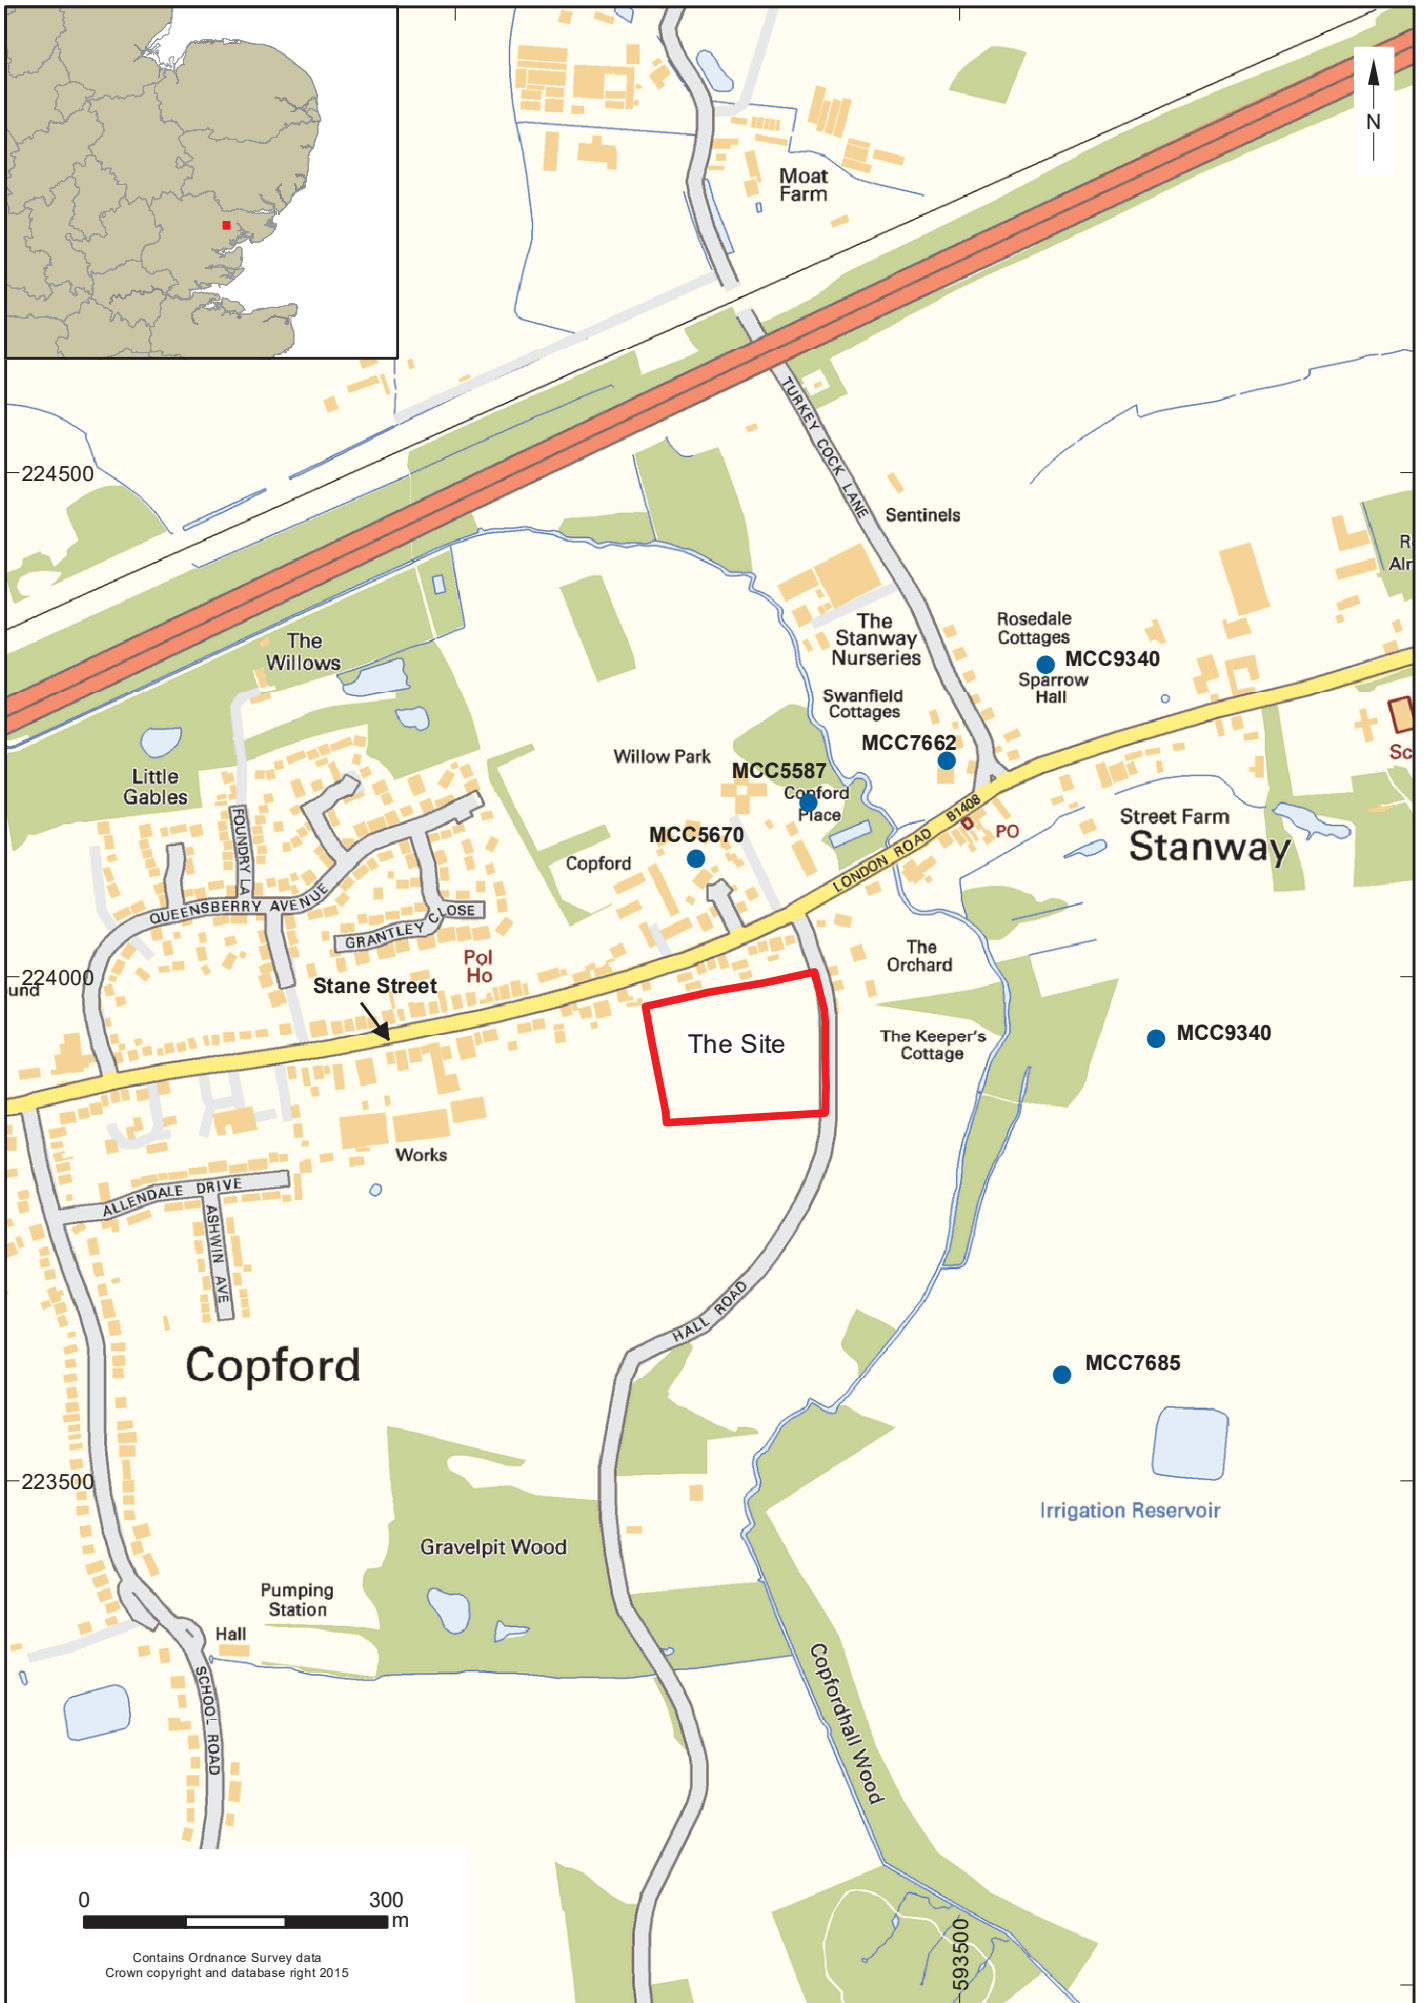 N
Moat
Farm
TURKEY COCK LANE
224500
Sentinels
R
Alr
The
Willows
The
Stanway
Nurseries
Rosedale
Cottages
MCC9340
Sparrow
Hall
Swanfield
Cottages
MCC7662
Willow Park
MCC5587
Copford
Place
Sc
Little
Gables
FOUNDRY LA
MCC5670
Copford
LONDON ROAD B1408
PO
Street Farm
Stanway
QUEENSBERRY AVENUE
GRANTLEY CLOSE
Pol
Ho
The
Orchard
224000
und
Stane Street
The Site
The Keeper's
Cottage
MCC9340
Works
ALLENDALE DRIVE
ASHWIN AVE
HALL ROAD
Copford
MCC7685
223500
Irrigation Reservoir
Gravelpit Wood
Pumping
Station
Hall
SCHOOL ROAD
Copfordhall Wood
0 300
m
Contains Ordnance Survey data
Crown copyright and database right 2015
593500